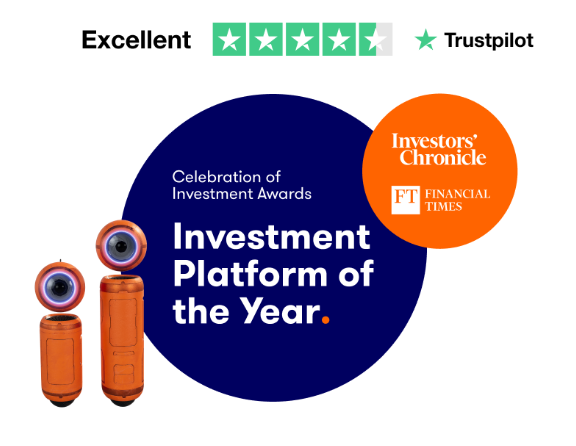 Excellent
Trustpilot
Investors'
Chronicle
FT FINANCIAL
TIMES
Celebration of
Investment Awards
Investment
Platform of
the Year.